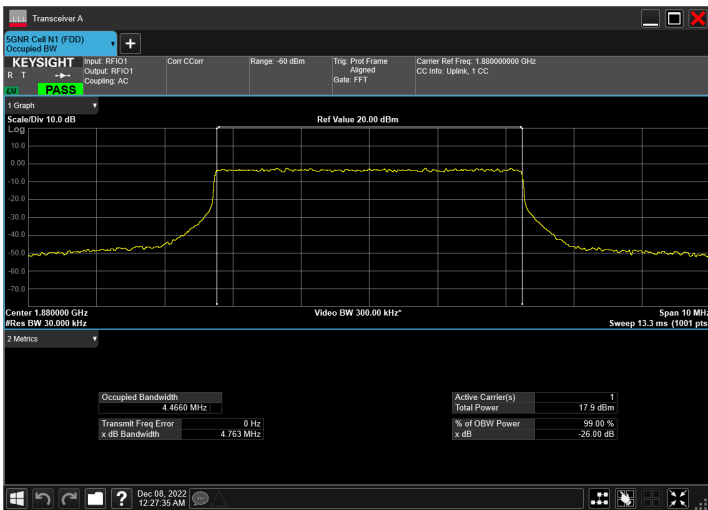 Transceiver A
5GNR Cell N1 (FDD)
Occupied BW
KEYSIGHT
R T
PASS
Input: RFIO1
Output: RFIO1
Coupling: AC
Corr CCorr
Range: -60 dBm
Trig: Prot Frame
Aligned
Gate: FFT
Carrier Ref Freq: 1.880000000 GHz
CC Info: Uplink, 1 CC
1 Graph
Scale/Div 10.0 dB
Ref Value 20.00 dBm
Log
10.0
0.00
-10.0
-20.0
-30.0
-40.0
-50.0
-60.0
-70.0
Center 1.880000 GHz
Video BW 300.00 kHz*
Span 10 MHz
#Res BW 30.000 kHz
Sweep 13.3 ms (1001 pts
2 Metrics
Occupied Bandwidth
4.4660 MHz
Transmit Freq Error 0 Hz
x dB Bandwidth 4.763 MHz
Active Carrier(s) 1
Total Power 17.9 dBm
% of OBW Power 99.00 %
x dB -26.00 dB
?
Dec 08, 2022
12:27:35 AM